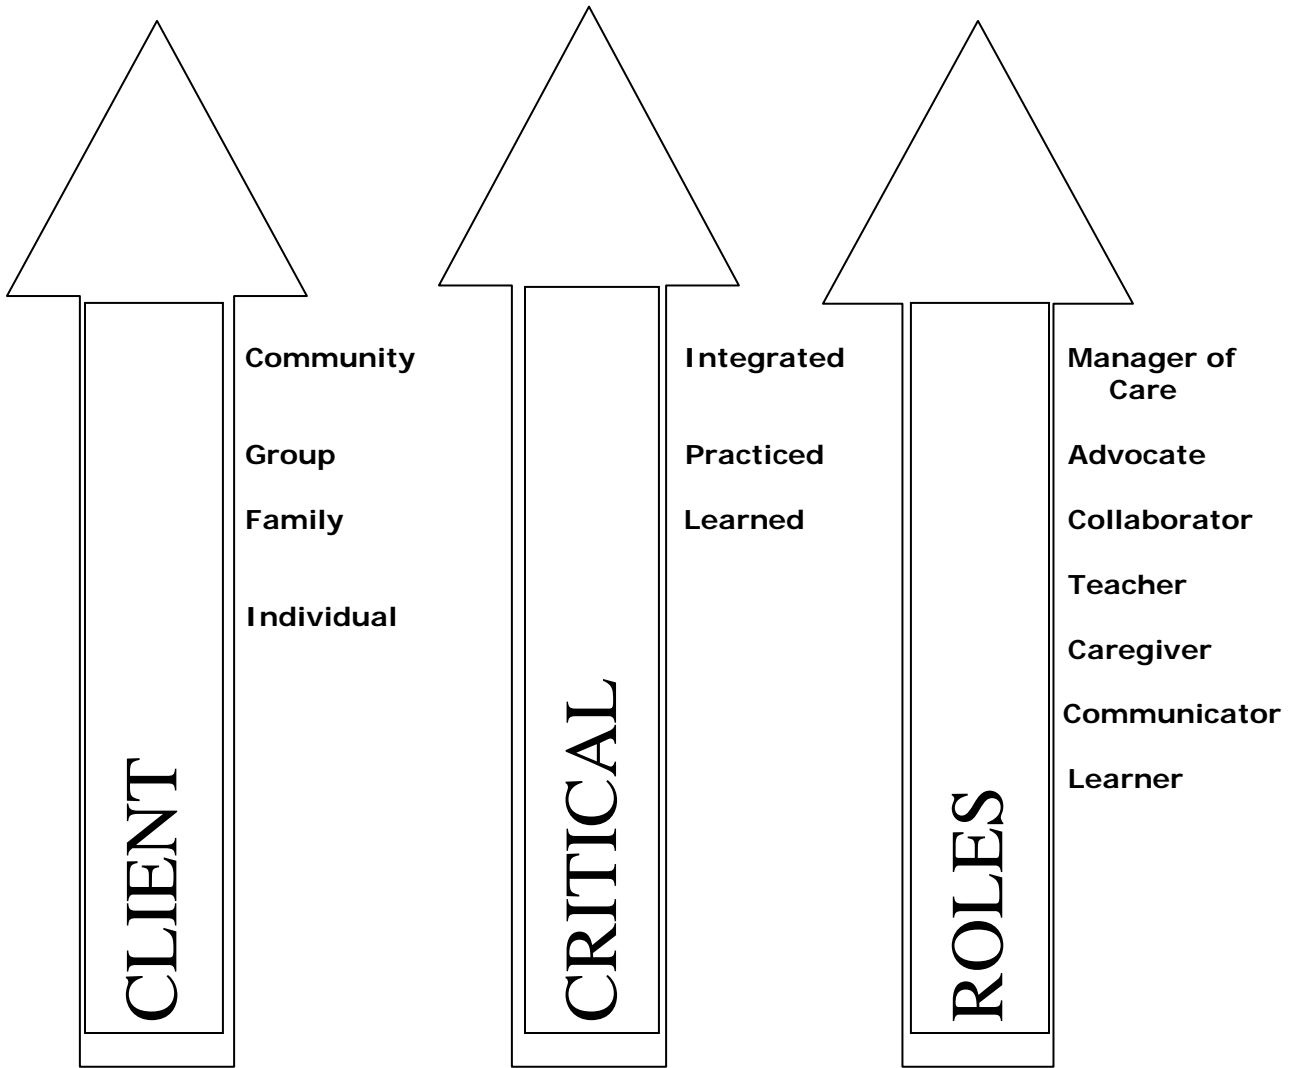 CLIENT
Community
Group
Family
Individual
CRITICAL
Integrated
Practiced
Learned
ROLES
Manager of
Care
Advocate
Collaborator
Teacher
Caregiver
Communicator
Learner